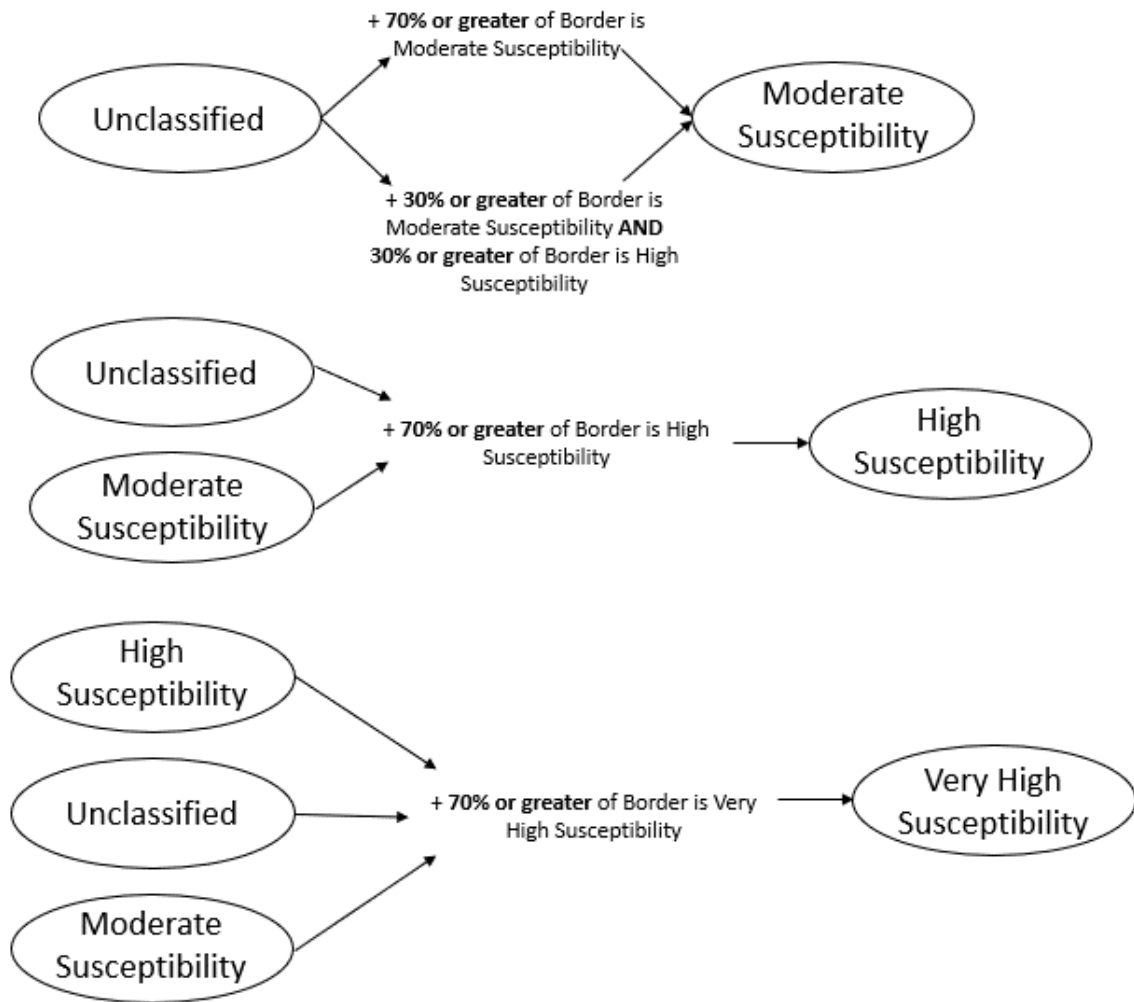 + 70% or greater of Border is
Moderate Susceptibility
Unclassified
Moderate
Susceptibility
+ 30% or greater of Border is
Moderate Susceptibility AND
30% or greater of Border is High
Susceptibility
Unclassified
+ 70% or greater of Border is High
Susceptibility
High
Susceptibility
Moderate
Susceptibility
High
Susceptibility
Unclassified
+ 70% or greater of Border is Very
High Susceptibility
Very High
Susceptibility
Moderate
Susceptibility